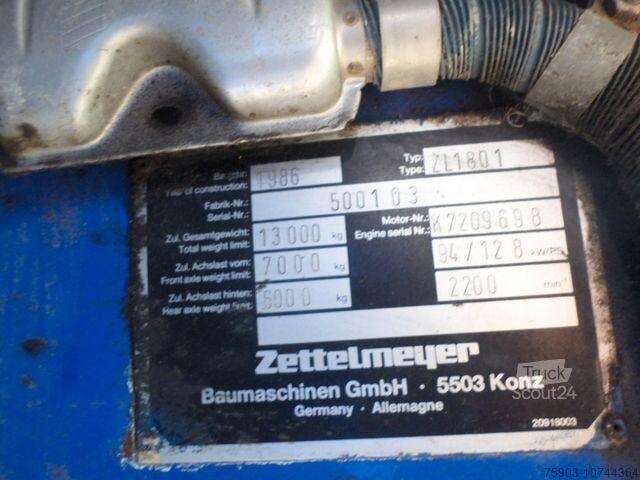 Baujahr: 1986 Typ: ZL1801
of construction: Type:
Fabrik-Nr.: 500103
Serial-Nr.: Motor-Nr.: K7209698
Zul. Gesamtgewicht: 13000 kg Engine serial Nr.:
Total weight limit: 94/128 kW/PS
Zul. Achslast vorn: 7000 kg
Front axle weight limit: 2200 min⁻¹
Zul. Achslast hinten: 6000 kg
Rear axle weight limit:
Zettelmeyer
Baumaschinen GmbH · 5503 Konz
Germany · Allemagne
20918003
Truck
Scout24
75903-10744364